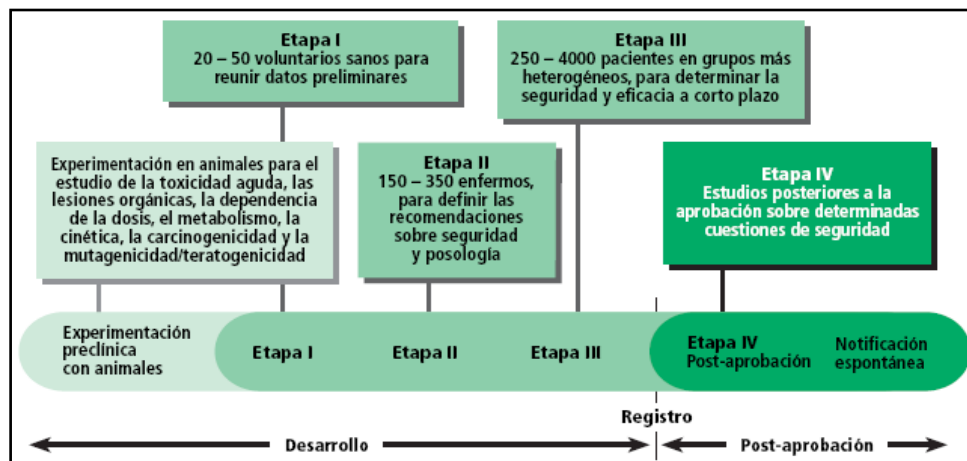 Etapa I
20 – 50 voluntarios sanos para
reunir datos preliminares
Etapa III
250 – 4000 pacientes en grupos más
heterogéneos, para determinar la
seguridad y eficacia a corto plazo
Experimentación en animales para el
estudio de la toxicidad aguda, las
lesiones orgánicas, la dependencia
de la dosis, el metabolismo, la
cinética, la carcinogenicidad y la
mutagenicidad/teratogenicidad
Etapa II
150 – 350 enfermos,
para definir las
recomendaciones
sobre seguridad
y posología
Etapa IV
Estudios posteriores a la
aprobación sobre determinadas
cuestiones de seguridad
Experimentación
preclínica
con animales
Etapa I
Etapa II
Etapa III
Etapa IV
Post-aprobación
Notificación
espontánea
Registro
Desarrollo
Post-aprobación